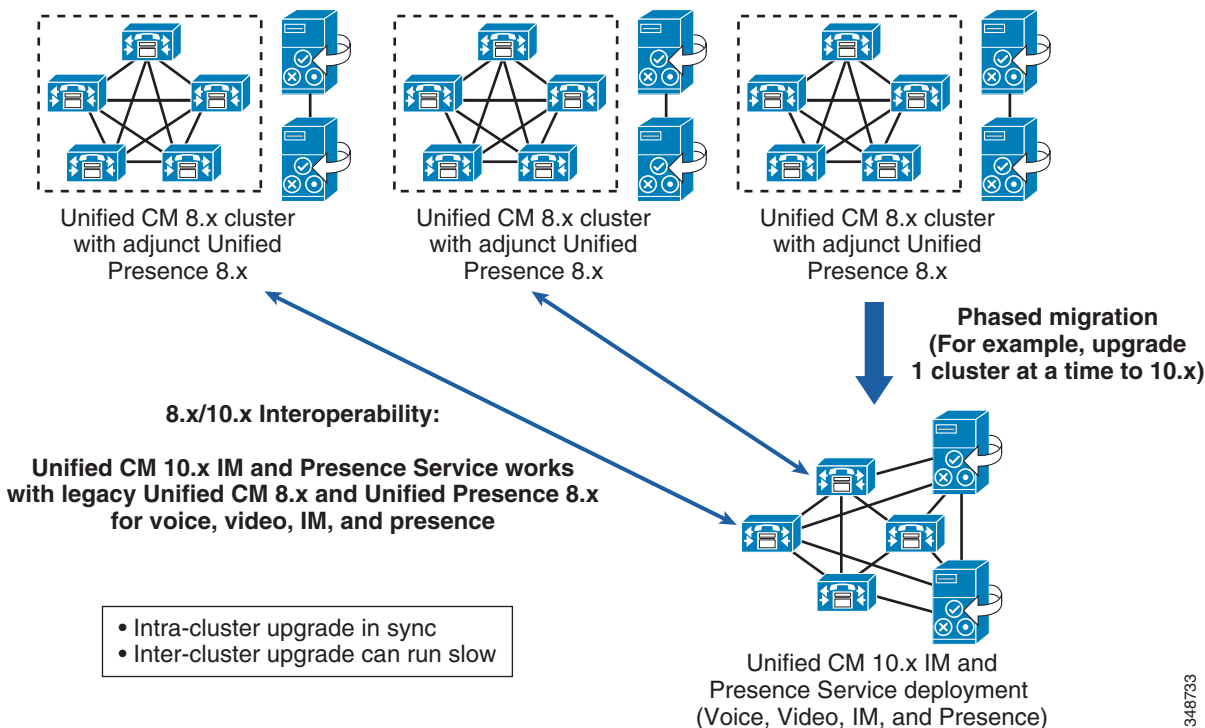 Unified CM 8.x cluster
with adjunct Unified
Presence 8.x
Unified CM 8.x cluster
with adjunct Unified
Presence 8.x
Unified CM 8.x cluster
with adjunct Unified
Presence 8.x
Phased migration
(For example, upgrade
1 cluster at a time to 10.x)
8.x/10.x Interoperability:
Unified CM 10.x IM and Presence Service works
with legacy Unified CM 8.x and Unified Presence 8.x
for voice, video, IM, and presence
• Intra-cluster upgrade in sync
• Inter-cluster upgrade can run slow
Unified CM 10.x IM and
Presence Service deployment
(Voice, Video, IM, and Presence)
348733